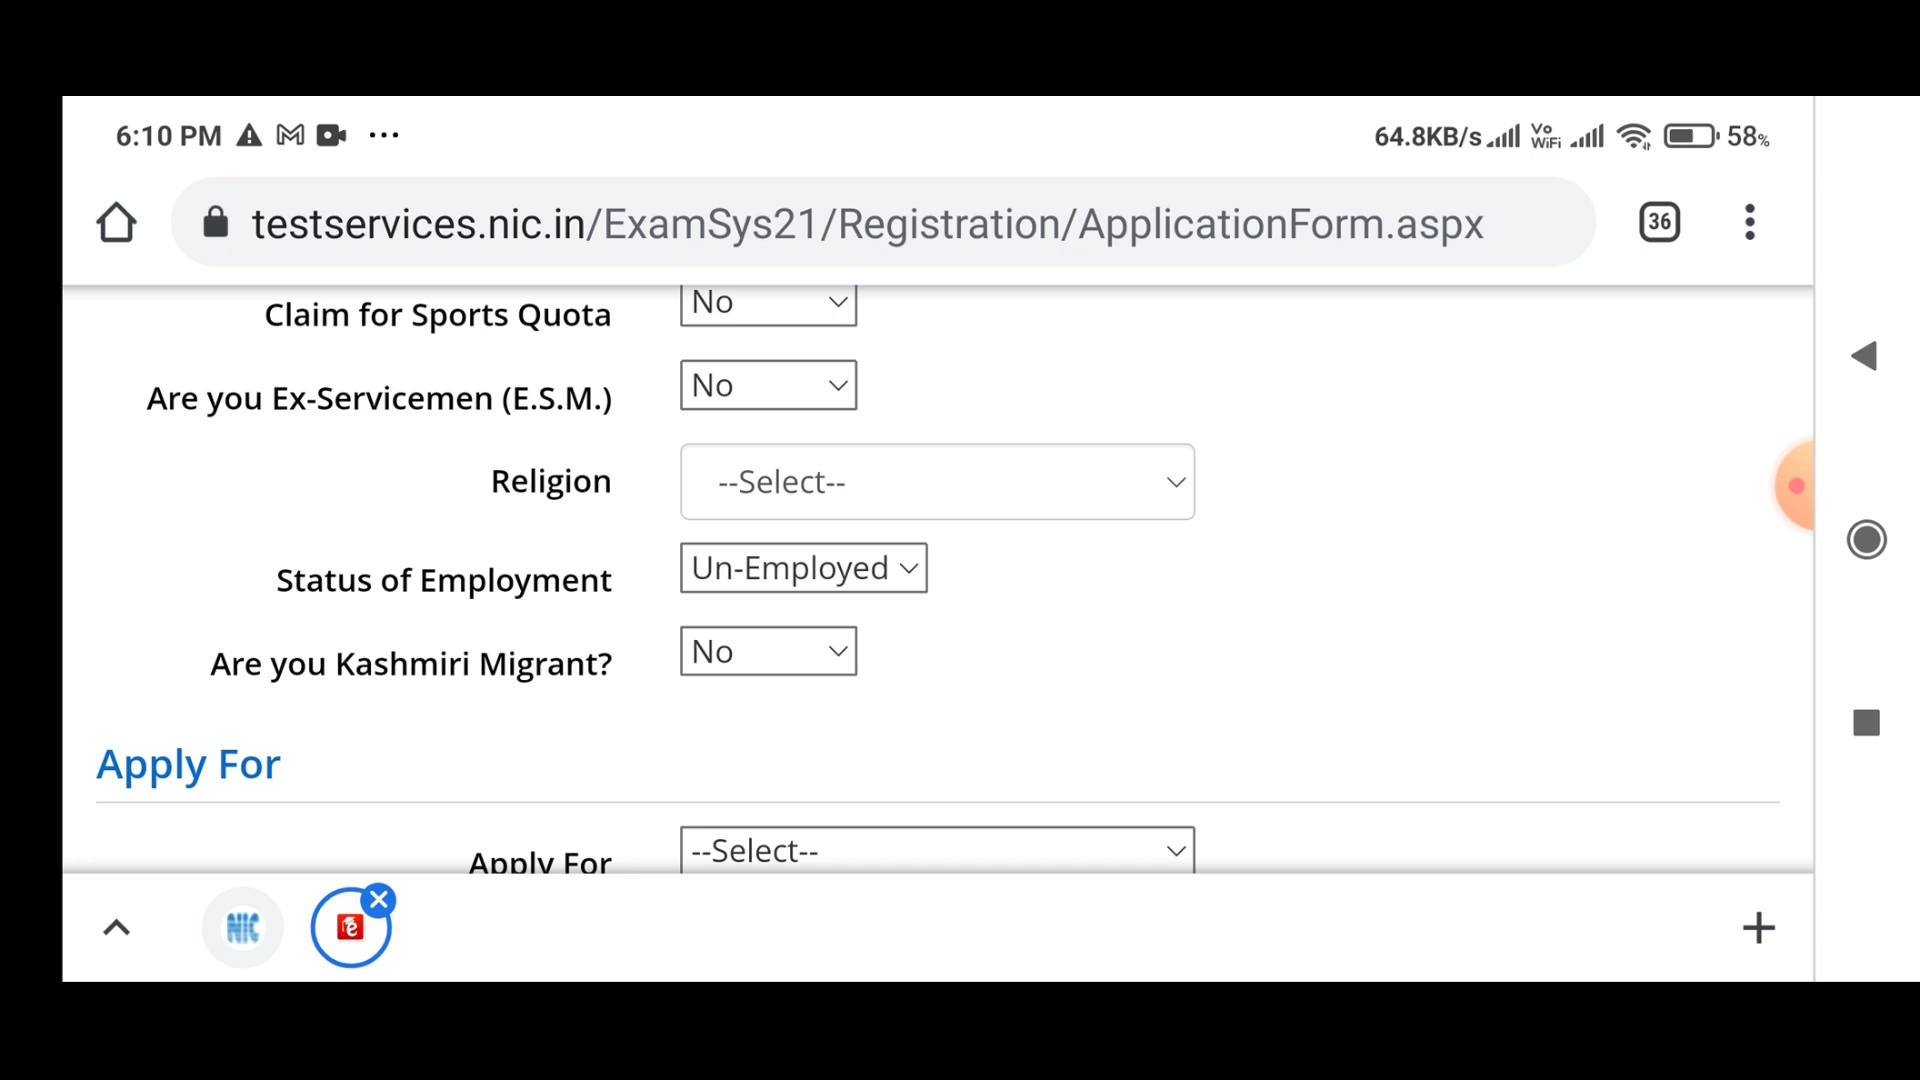 6:10 PM
64.8KB/s Vo WiFi 58%
testservices.nic.in/ExamSys21/Registration/ApplicationForm.aspx
36
Claim for Sports Quota No
Are you Ex-Servicemen (E.S.M.) No
Religion --Select--
Status of Employment Un-Employed
Are you Kashmiri Migrant? No
Apply For
Apply For --Select--
NIC
e